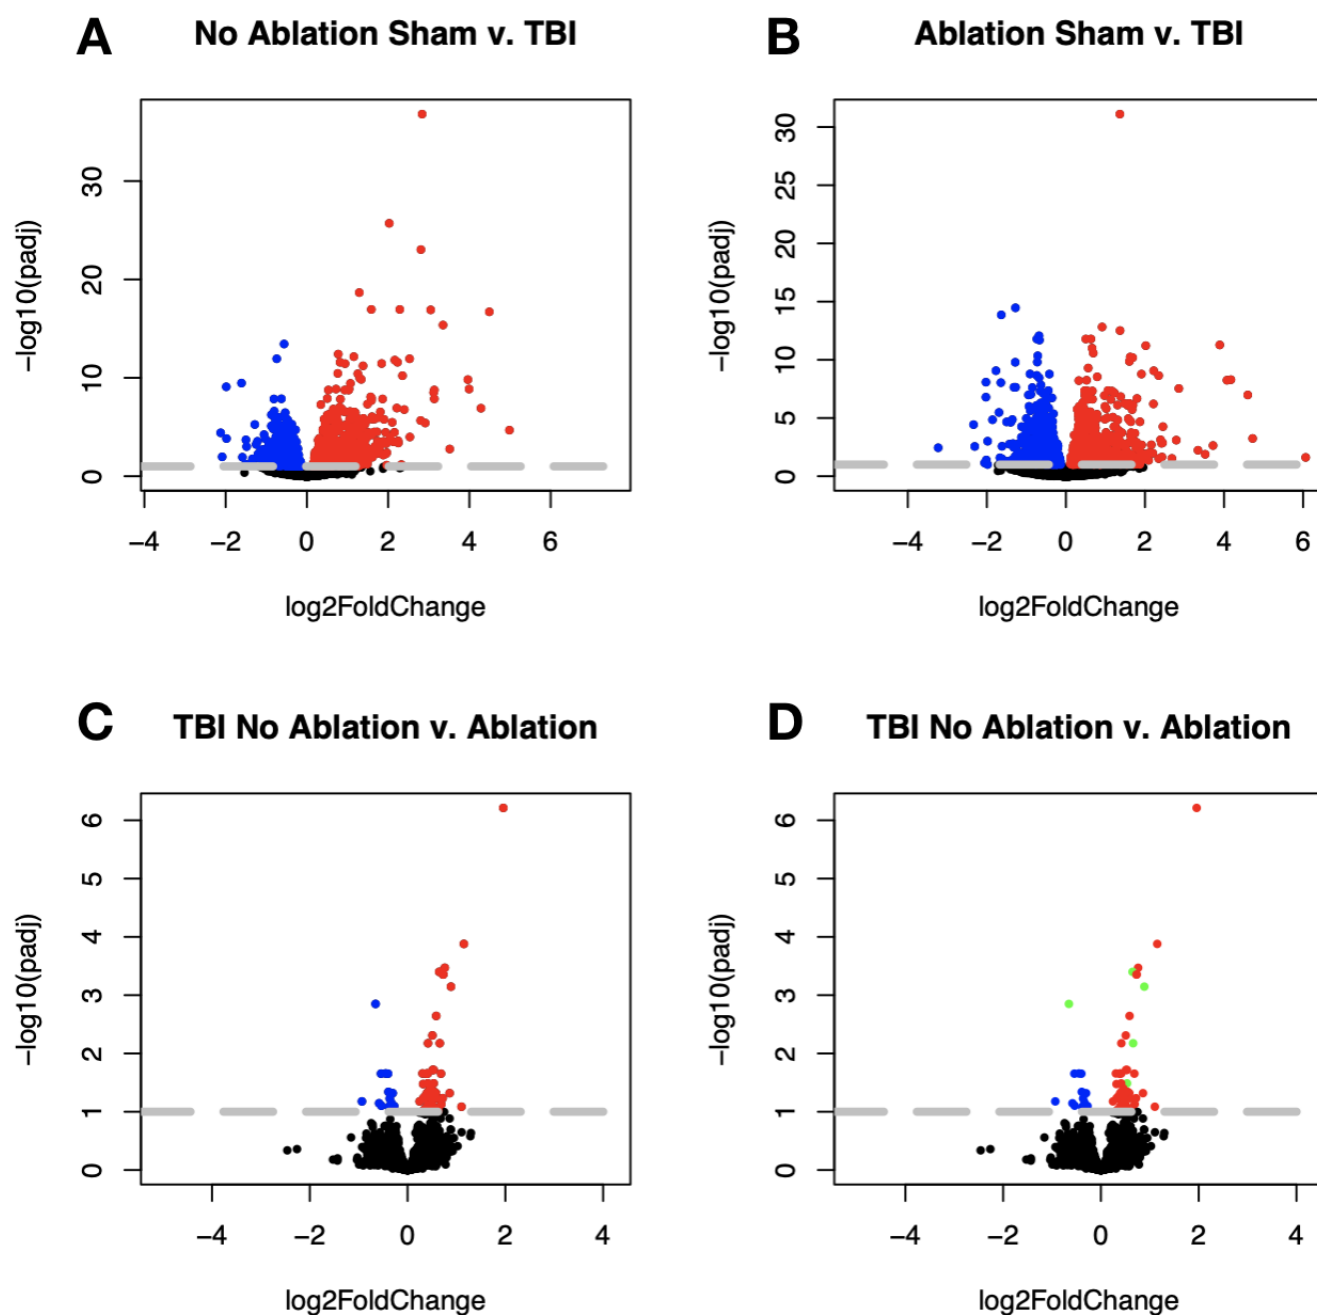 A No Ablation Sham v. TBI
−log10(padj)
30
20
10
0
−4 −2 0 2 4 6
log2FoldChange
B Ablation Sham v. TBI
−log10(padj)
30
25
20
15
10
5
0
−4 −2 0 2 4 6
log2FoldChange
C TBI No Ablation v. Ablation
−log10(padj)
6
5
4
3
2
1
0
−4 −2 0 2 4
log2FoldChange
D TBI No Ablation v. Ablation
−log10(padj)
6
5
4
3
2
1
0
−4 −2 0 2 4
log2FoldChange